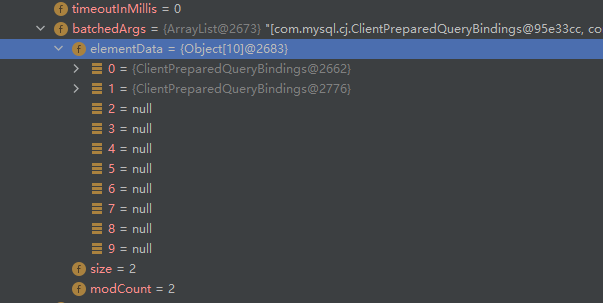 timeoutInMillis = 0
batchedArgs = {ArrayList@2673} "[com.mysql.cj.ClientPreparedQueryBindings@95e33cc, co
elementData = {Object[10]@2683}
0 = {ClientPreparedQueryBindings@2662}
1 = {ClientPreparedQueryBindings@2776}
2 = null
3 = null
4 = null
5 = null
6 = null
7 = null
8 = null
9 = null
size = 2
modCount = 2